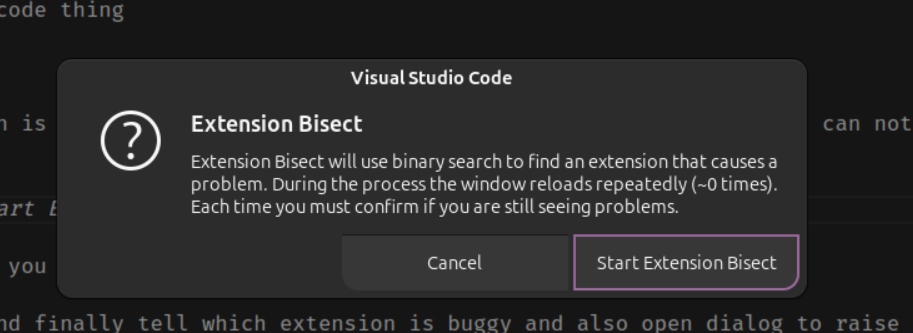 code thing
Visual Studio Code
n is
can not
Extension Bisect
Extension Bisect will use binary search to find an extension that causes a
problem. During the process the window reloads repeatedly (~0 times).
Each time you must confirm if you are still seeing problems.
art
you
Cancel
Start Extension Bisect
nd finally tell which extension is buggy and also open dialog to raise